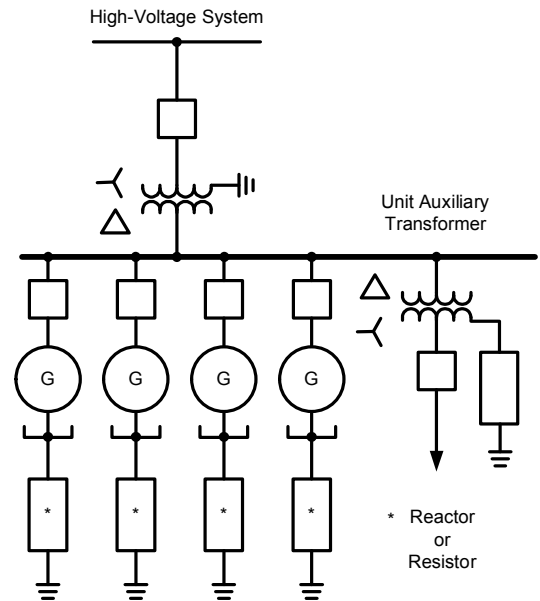 High-Voltage System
Unit Auxiliary
Transformer
G
G
G
G
*
*
*
*
* Reactor
or
Resistor